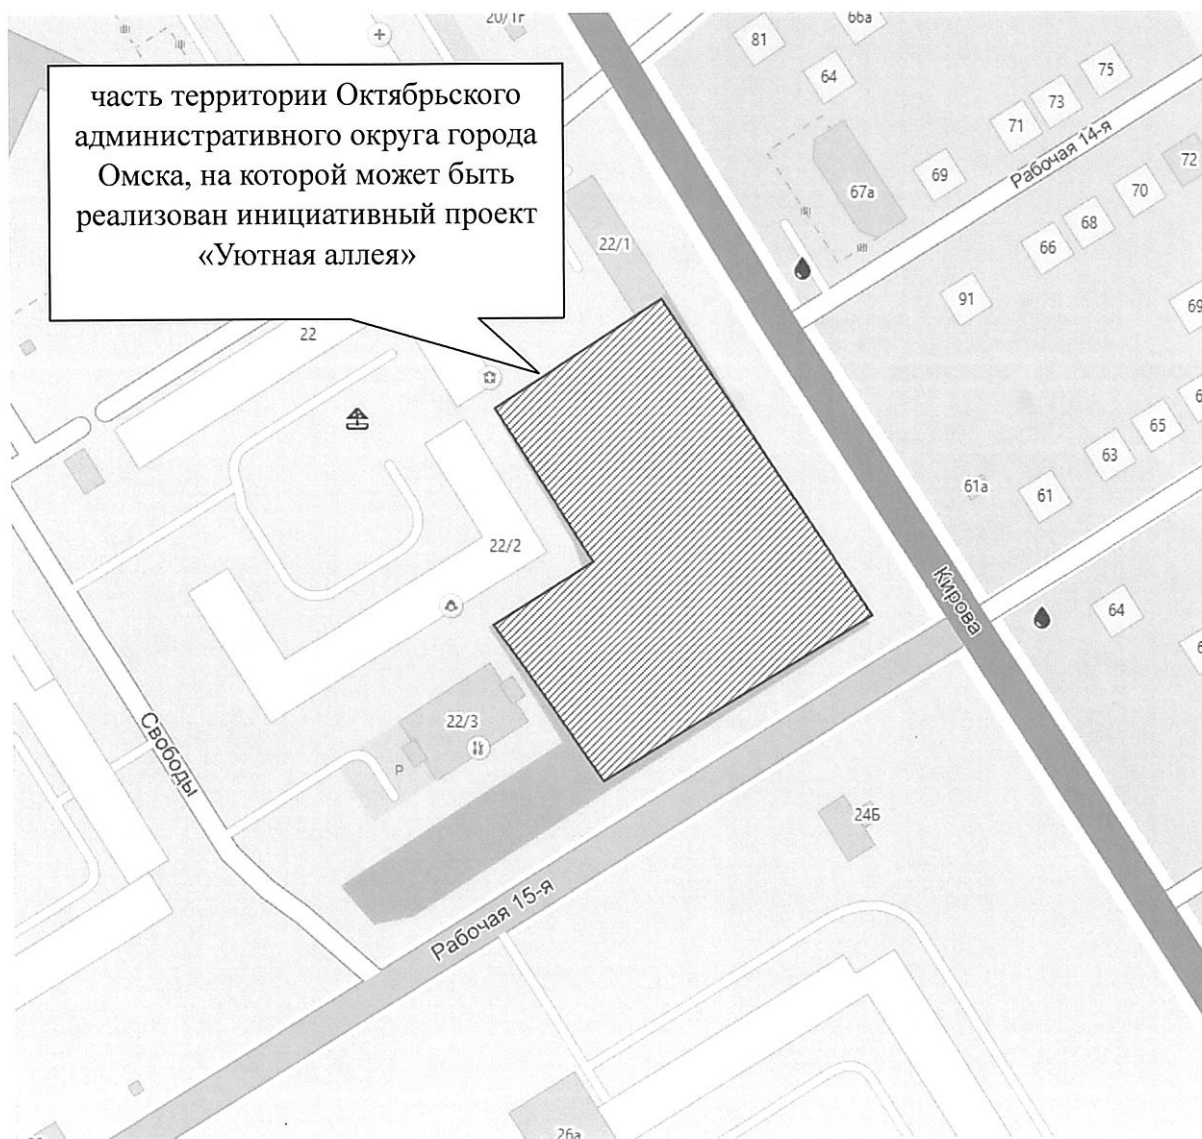 20/1Г
66а
81
64
75
73
71
Рабочая 14-я
72
часть территории Октябрьского
административного округа города
Омска, на которой может быть
реализован инициативный проект
«Уютная аллея»
69
67а
70
68
66
22/1
91
69
22
65
63
61а
61
22/2
Кирова
64
Свободы
22/3
Р
24Б
Рабочая 15-я
26а